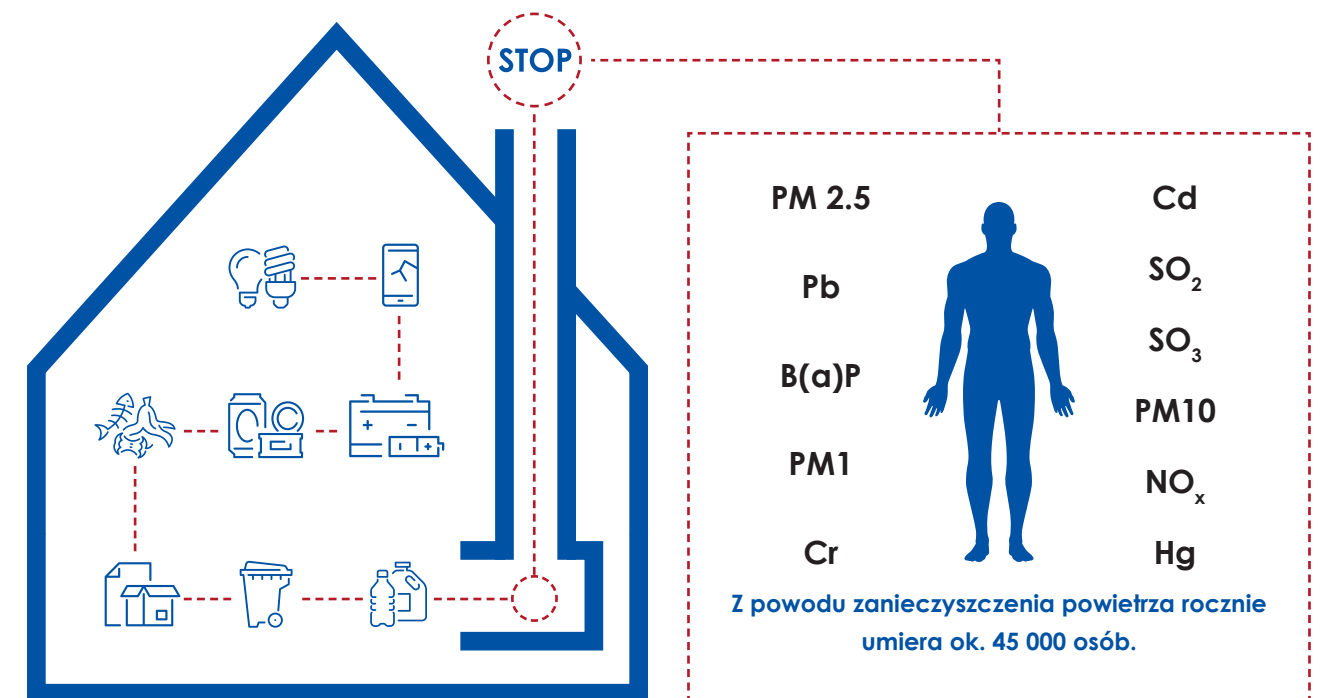 STOP
PM 2.5
Pb
B(a)P
PM1
Cr
Cd
SO₂
SO₃
PM10
NOₓ
Hg
Z powodu zanieczyszczenia powietrza rocznie
umiera ok. 45 000 osób.